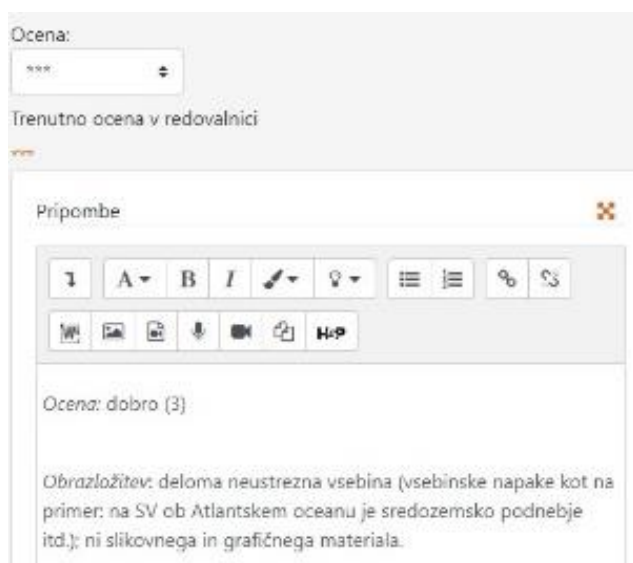 Ocena:
***
Trenutno ocena v redovalnici
***
Pripombe
A B I
H-P
Ocena: dobro (3)
Obrazložitev: deloma neustrezna vsebina (vsebinske napake kot na
primer: na SV ob Atlantskem oceanu je sredozemsko podnebje
itd.); ni slikovnega in grafičnega materiala.